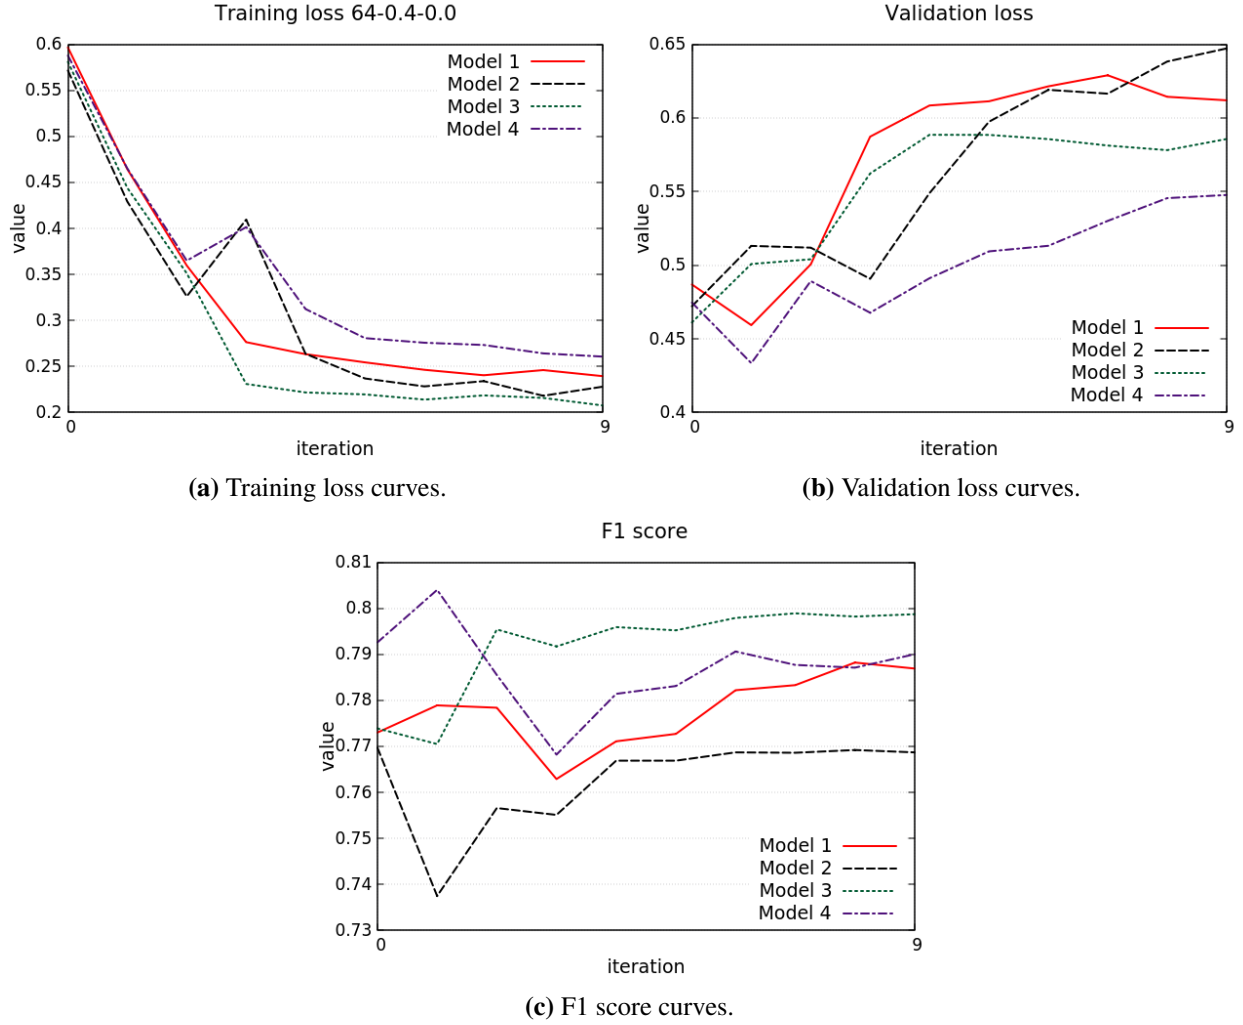 Training loss 64-0.4-0.0
0.6
0.55
0.5
0.45
0.4
0.35
0.3
0.25
0.2
value
Model 1
Model 2
Model 3
Model 4
0
9
iteration
(a) Training loss curves.
Validation loss
0.65
0.6
0.55
0.5
0.45
0.4
value
Model 1
Model 2
Model 3
Model 4
0
9
iteration
(b) Validation loss curves.
F1 score
0.81
0.8
0.79
0.78
0.77
0.76
0.75
0.74
0.73
value
Model 1
Model 2
Model 3
Model 4
0
9
iteration
(c) F1 score curves.